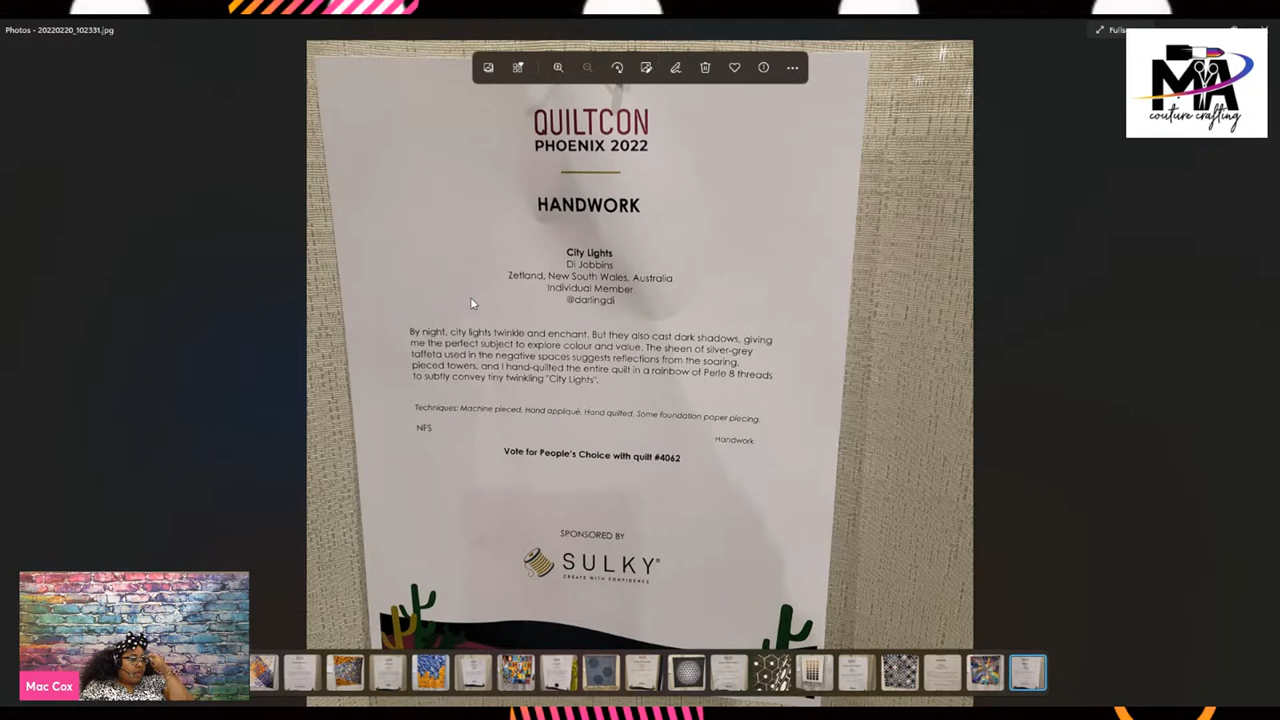 Photos - 20220220_102331.jpg
Fulls
MA
couture crafting
QUILTCON
PHOENIX 2022
HANDWORK
City Lights
Di Jobbins
Zetland, New South Wales, Australia
Individual Member
@darlingdi
By night, city lights twinkle and enchant. But they also cast dark shadows, giving
me the perfect subject to explore colour and value. The sheen of silver-grey
taffeta used in the negative spaces suggests reflections from the soaring,
pieced towers, and I hand-quilted the entire quilt in a rainbow of Perle 8 threads
to subtly convey tiny twinkling "City Lights".
Techniques: Machine pieced. Hand appliqué. Hand quilted. Some foundation paper piecing.
NFS
Handwork
Vote for People's Choice with quilt #4062
SPONSORED BY
SULKY®
CREATE WITH CONFIDENCE
Mac Cox